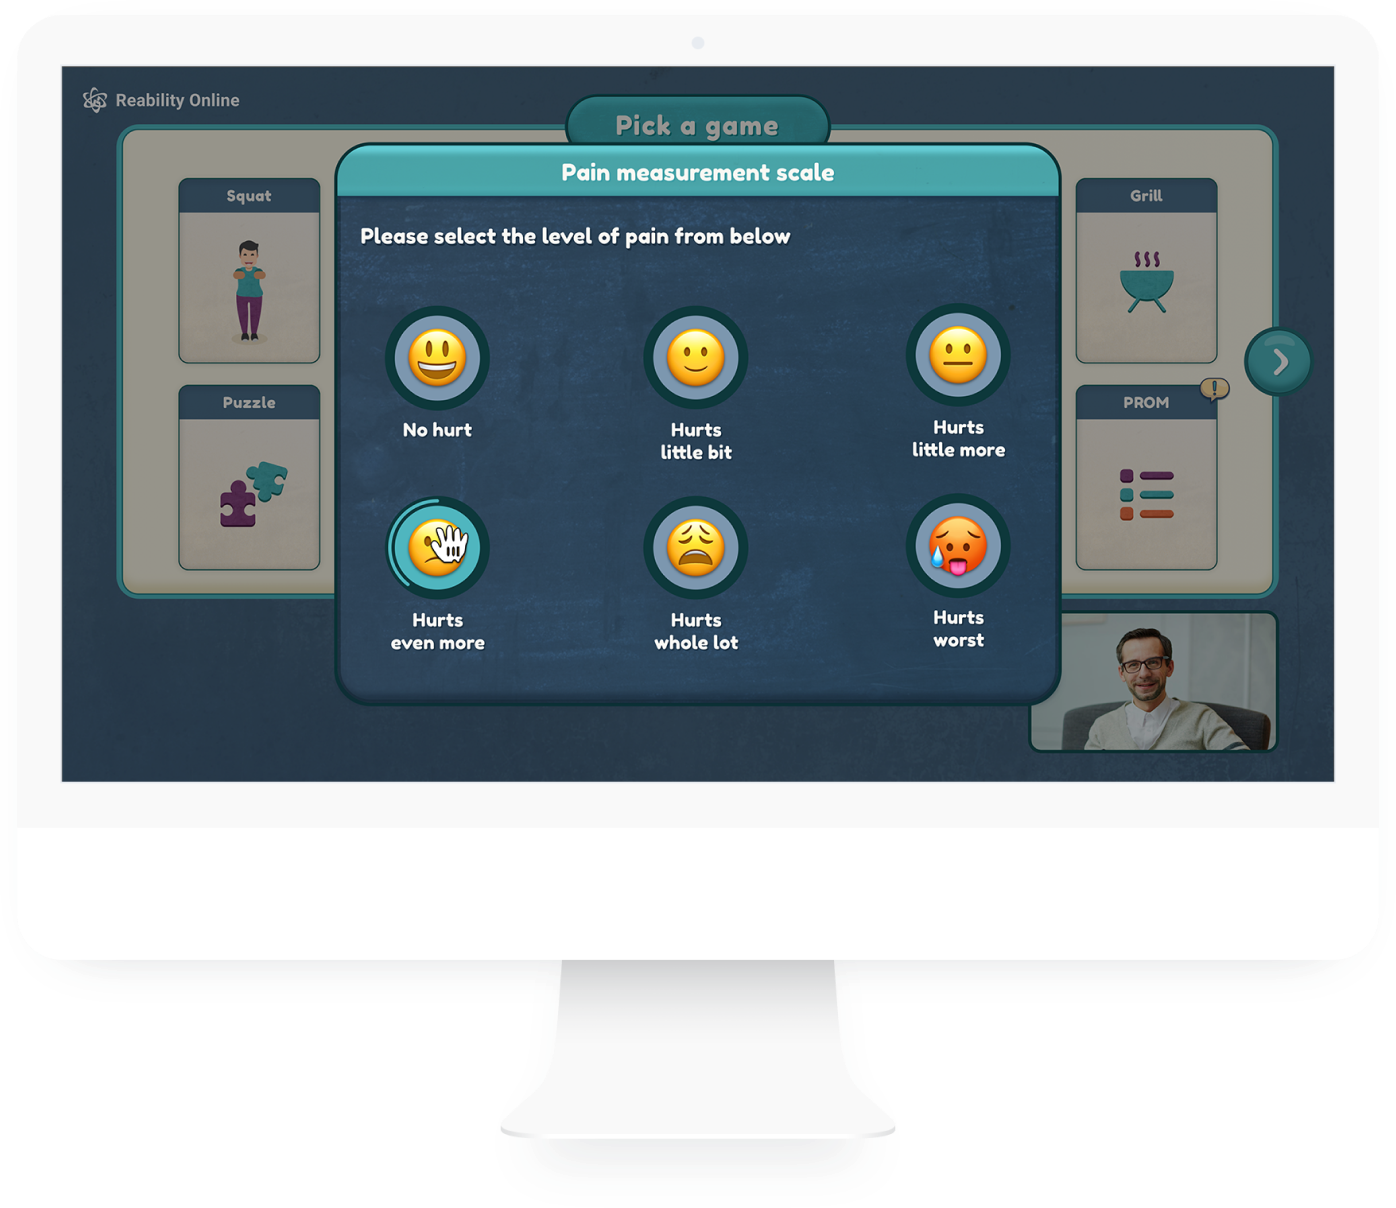 Reability Online
Pick a game
Pain measurement scale
Please select the level of pain from below
Squat
Grill
Puzzle
PROM
!
No hurt
Hurts
little bit
Hurts
little more
Hurts
even more
Hurts
whole lot
Hurts
worst